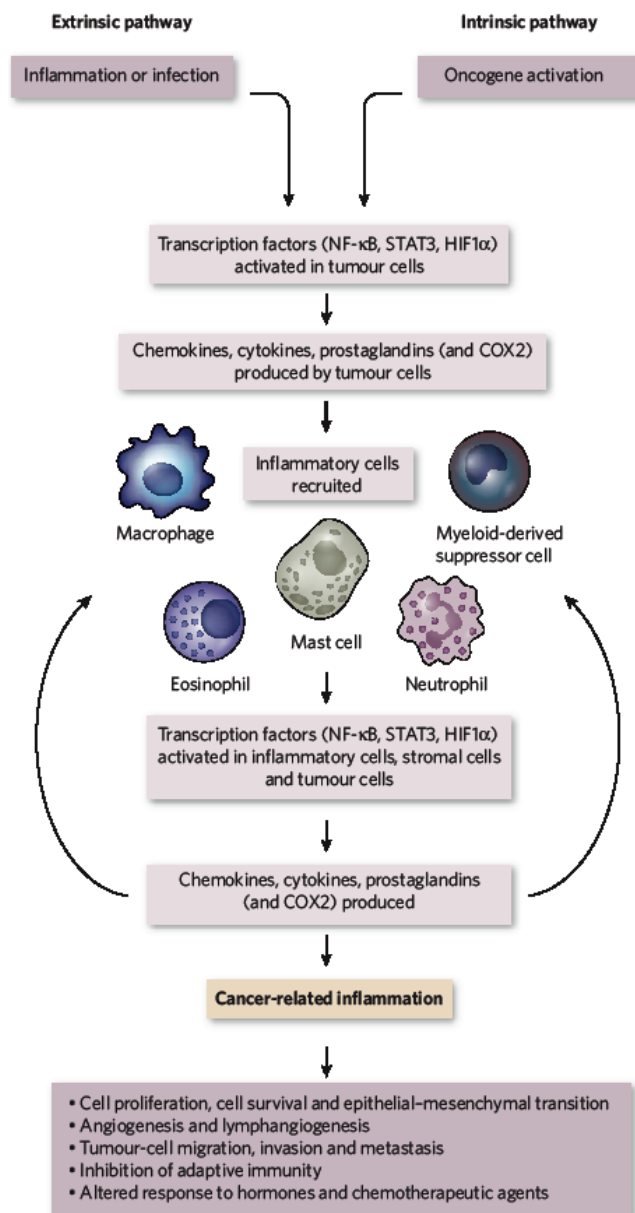 Extrinsic pathway
Intrinsic pathway
Inflammation or infection
Oncogene activation
Transcription factors (NF-κB, STAT3, HIF1α)
activated in tumour cells
Chemokines, cytokines, prostaglandins (and COX2)
produced by tumour cells
Inflammatory cells
recruited
Macrophage
Myeloid-derived
suppressor cell
Mast cell
Eosinophil
Neutrophil
Transcription factors (NF-κB, STAT3, HIF1α)
activated in inflammatory cells, stromal cells
and tumour cells
Chemokines, cytokines, prostaglandins
(and COX2) produced
Cancer-related inflammation
• Cell proliferation, cell survival and epithelial–mesenchymal transition
• Angiogenesis and lymphangiogenesis
• Tumour-cell migration, invasion and metastasis
• Inhibition of adaptive immunity
• Altered response to hormones and chemotherapeutic agents